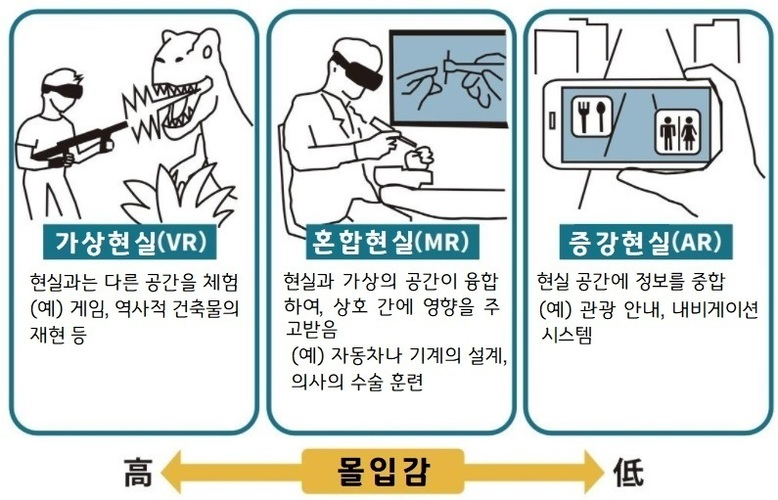 가상현실(VR)
현실과는 다른 공간을 체험
(예) 게임, 역사적 건축물의
재현 등
혼합현실(MR)
현실과 가상의 공간이 융합
하여, 상호 간에 영향을 주
고받음
(예) 자동차나 기계의 설계,
의사의 수술 훈련
증강현실(AR)
현실 공간에 정보를 중합
(예) 관광 안내, 내비게이션
시스템
高 몰입감 低